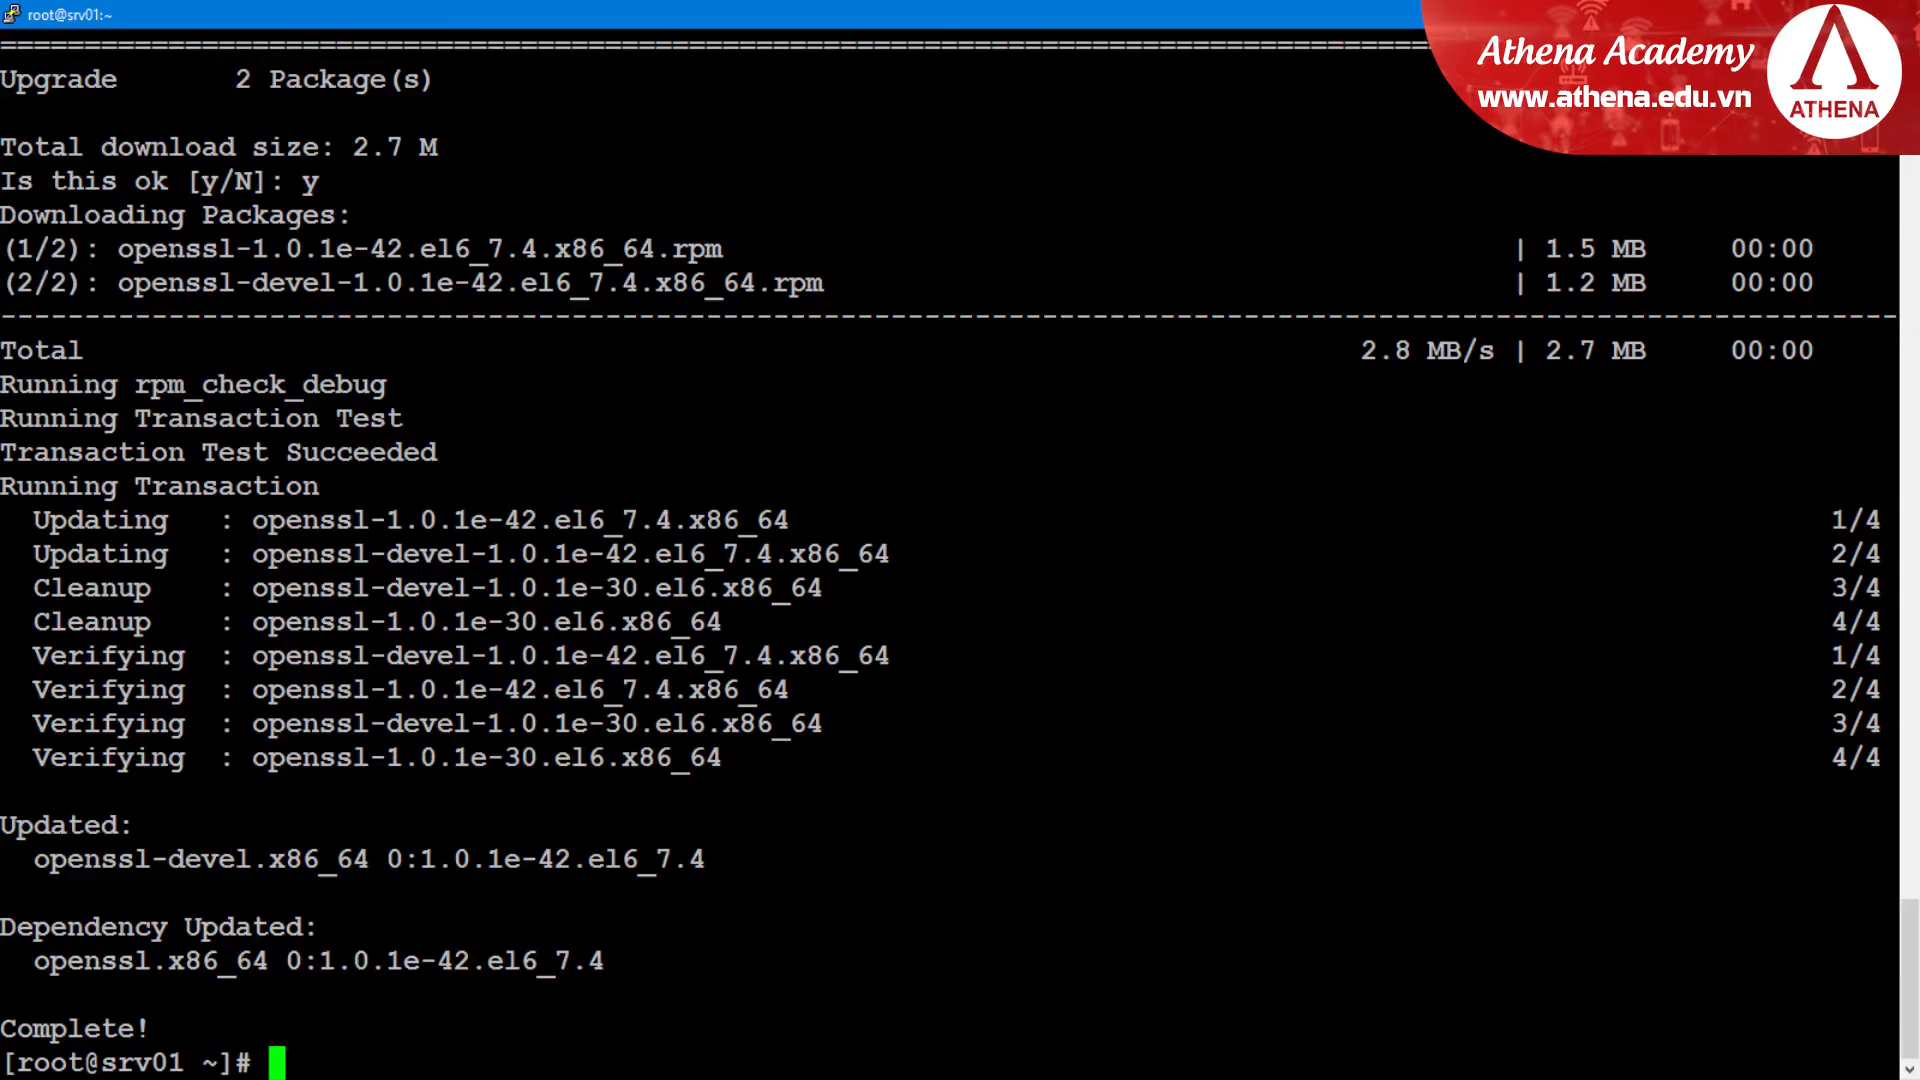 root@srv01:~
Athena Academy
www.athena.edu.vn
ATHENA
================================================================================
Upgrade       2 Package(s)
Total download size: 2.7 M
Is this ok [y/N]: y
Downloading Packages:
(1/2): openssl-1.0.1e-42.el6_7.4.x86_64.rpm | 1.5 MB 00:00
(2/2): openssl-devel-1.0.1e-42.el6_7.4.x86_64.rpm | 1.2 MB 00:00
--------------------------------------------------------------------------------
Total 2.8 MB/s | 2.7 MB 00:00
Running rpm_check_debug
Running Transaction Test
Transaction Test Succeeded
Running Transaction
Updating : openssl-1.0.1e-42.el6_7.4.x86_64 1/4
Updating : openssl-devel-1.0.1e-42.el6_7.4.x86_64 2/4
Cleanup : openssl-devel-1.0.1e-30.el6.x86_64 3/4
Cleanup : openssl-1.0.1e-30.el6.x86_64 4/4
Verifying : openssl-devel-1.0.1e-42.el6_7.4.x86_64 1/4
Verifying : openssl-1.0.1e-42.el6_7.4.x86_64 2/4
Verifying : openssl-devel-1.0.1e-30.el6.x86_64 3/4
Verifying : openssl-1.0.1e-30.el6.x86_64 4/4
Updated:
openssl-devel.x86_64 0:1.0.1e-42.el6_7.4
Dependency Updated:
openssl.x86_64 0:1.0.1e-42.el6_7.4
Complete!
[root@srv01 ~]#